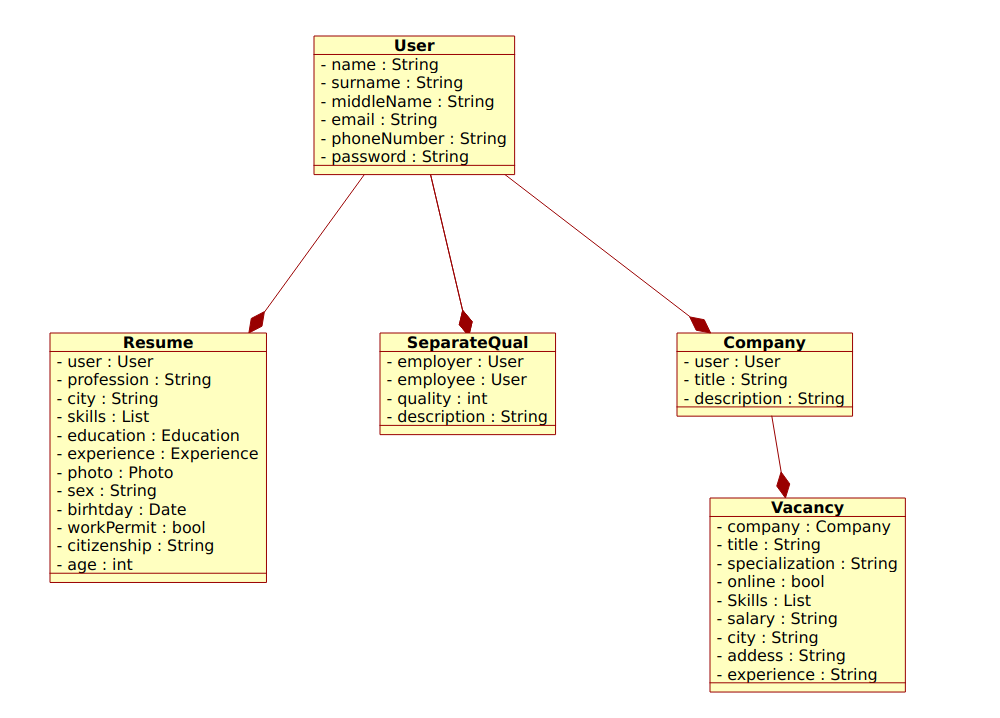 User
- name : String
- surname : String
- middleName : String
- email : String
- phoneNumber : String
- password : String
Resume
- user : User
- profession : String
- city : String
- skills : List
- education : Education
- experience : Experience
- photo : Photo
- sex : String
- birhtday : Date
- workPermit : bool
- citizenship : String
- age : int
SeparateQual
- employer : User
- employee : User
- quality : int
- description : String
Company
- user : User
- title : String
- description : String
Vacancy
- company : Company
- title : String
- specialization : String
- online : bool
- Skills : List
- salary : String
- city : String
- addess : String
- experience : String